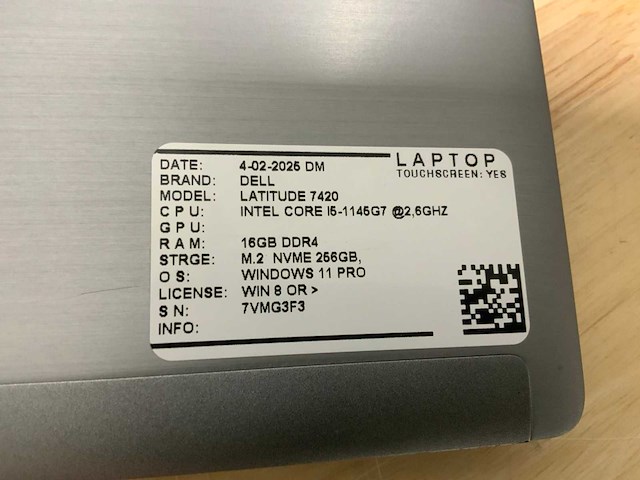 LAPTOP
TOUCHSCREEN: YES
DATE: 4-02-2025 DM
BRAND: DELL
MODEL: LATITUDE 7420
CPU: INTEL CORE I5-1145G7 @2,6GHZ
GPU:
RAM: 16GB DDR4
STRGE: M.2 NVME 256GB,
OS: WINDOWS 11 PRO
LICENSE: WIN 8 OR >
SN: 7VMG3F3
INFO: